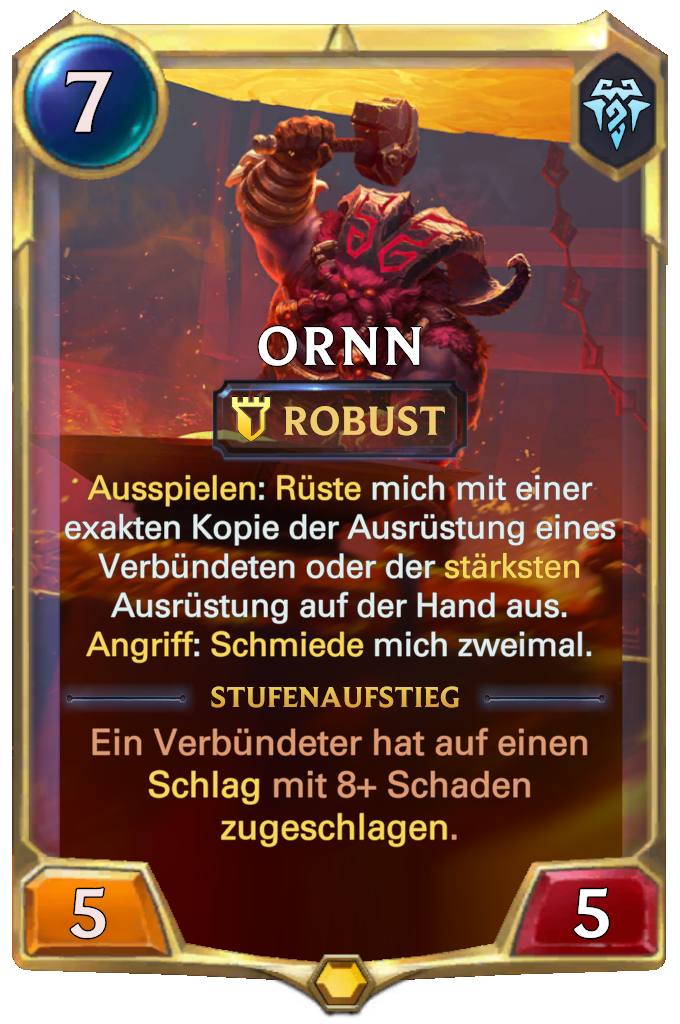 7
ORNN
ROBUST
Ausspielen: Rüste mich mit einer
exakten Kopie der Ausrüstung eines
Verbündeten oder der stärksten
Ausrüstung auf der Hand aus.
Angriff: Schmiede mich zweimal.
STUFENAUFSTIEG
Ein Verbündeter hat auf einen
Schlag mit 8+ Schaden
zugeschlagen.
5
5